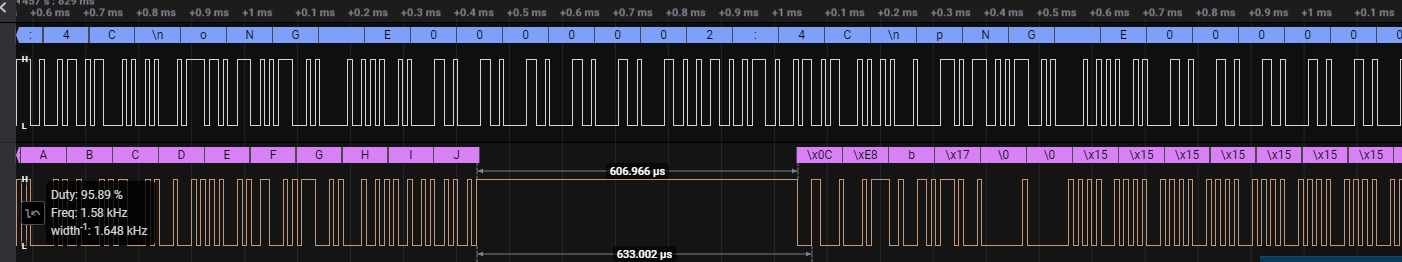 457 s : 829 ms
+0.6 ms +0.7 ms +0.8 ms +0.9 ms +1 ms +0.1 ms +0.2 ms +0.3 ms +0.4 ms +0.5 ms +0.6 ms +0.7 ms +0.8 ms +0.9 ms +1 ms +0.1 ms +0.2 ms +0.3 ms +0.4 ms +0.5 ms +0.6 ms +0.7 ms +0.8 ms +0.9 ms +1 ms +0.1 ms
: 4 C \n o N G E 0 0 0 0 0 0 2 : 4 C \n p N G E 0 0 0 0 0 0
H
L
A B C D E F G H I J \x0C \xE8 b \x17 \0 \0 \x15 \x15 \x15 \x15 \x15 \x15 \x15
606.966 µs
H
Duty: 95.89 %
Freq: 1.58 kHz
width⁻¹: 1.648 kHz
L
633.002 µs